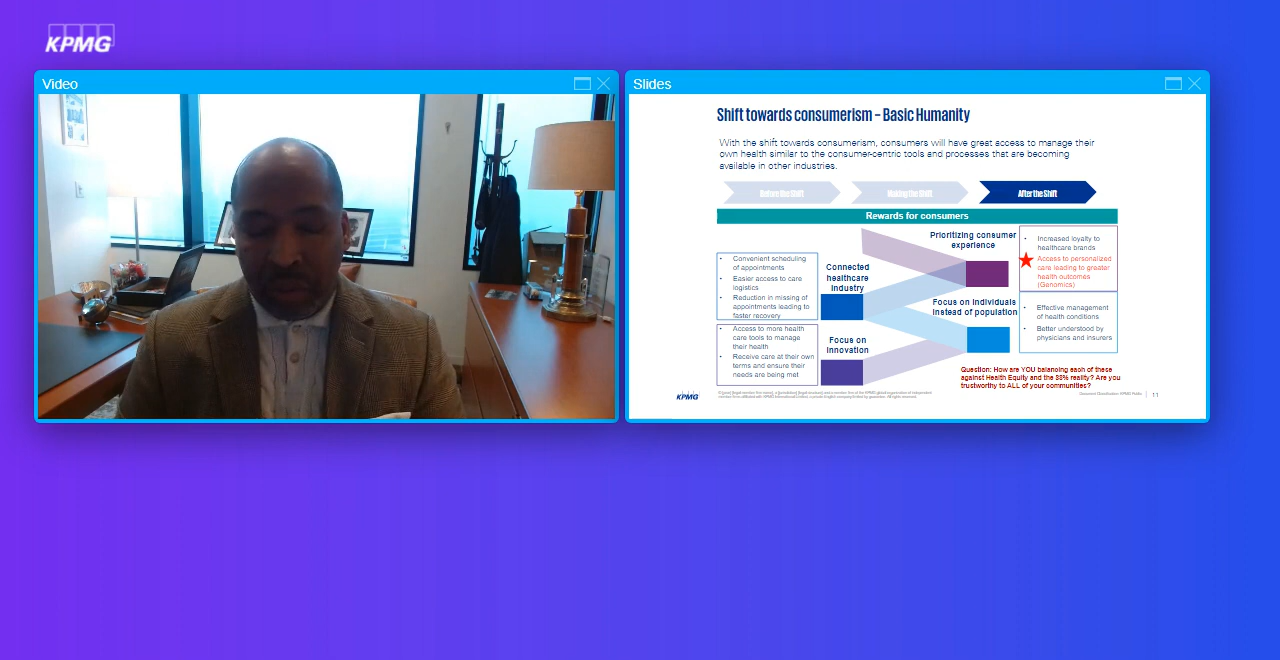 KPMG
Video
Slides
Shift towards consumerism – Basic Humanity
With the shift towards consumerism, consumers will have great access to manage their
own health similar to the consumer-centric tools and processes that are becoming
available in other industries.
Before the Shift
Making the Shift
After the Shift
Rewards for consumers
• Convenient scheduling
of appointments
• Easier access to care
logistics
• Reduction in missing of
appointments leading to
faster recovery
Connected
healthcare
industry
• Access to more health
care tools to manage
their health
• Receive care at their own
terms and ensure their
needs are being met
Focus on
innovation
Prioritizing consumer
experience
• Increased loyalty to
healthcare brands
Access to personalized
care leading to greater
health outcomes
(Genomics)
Focus on individuals
instead of population
• Effective management
of health conditions
• Better understood by
physicians and insurers
Question: How are YOU balancing each of these
against Health Equity and the 33% reality? Are you
trustworthy to ALL of your communities?
KPMG
Document Classification: KPMG Public
11